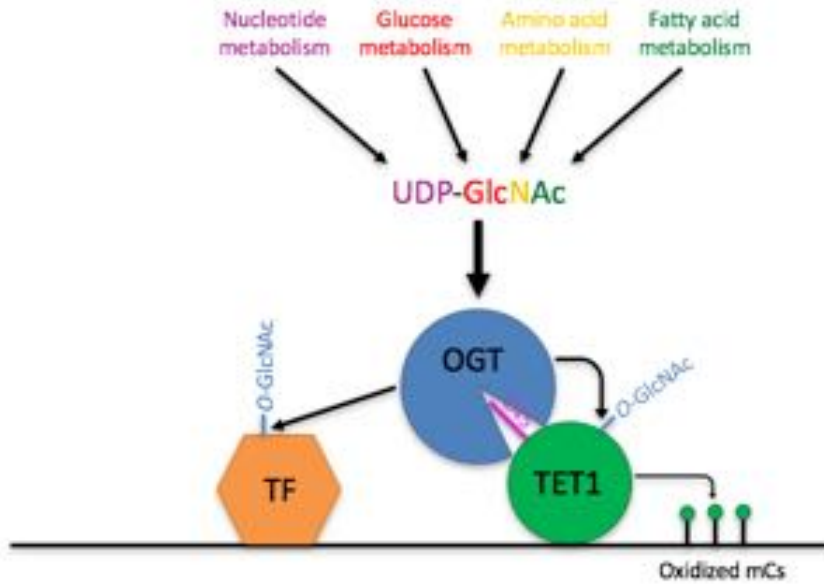 Nucleotide metabolism
Glucose metabolism
Amino acid metabolism
Fatty acid metabolism
UDP-GlcNAc
O-GlcNAc
OGT
O-GlcNAc
TF
TET1
Oxidized mCs